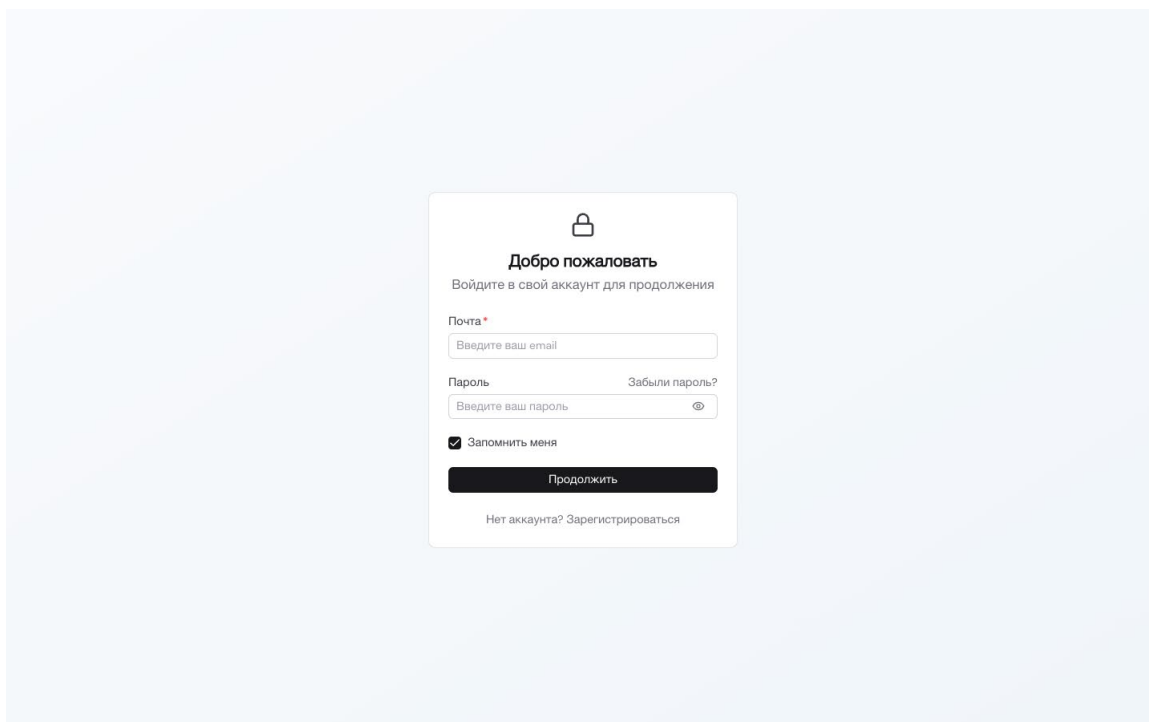 Добро пожаловать
Войдите в свой аккаунт для продолжения
Почта *
Введите ваш email
Пароль Забыли пароль?
Введите ваш пароль
Запомнить меня
Продолжить
Нет аккаунта? Зарегистрироваться